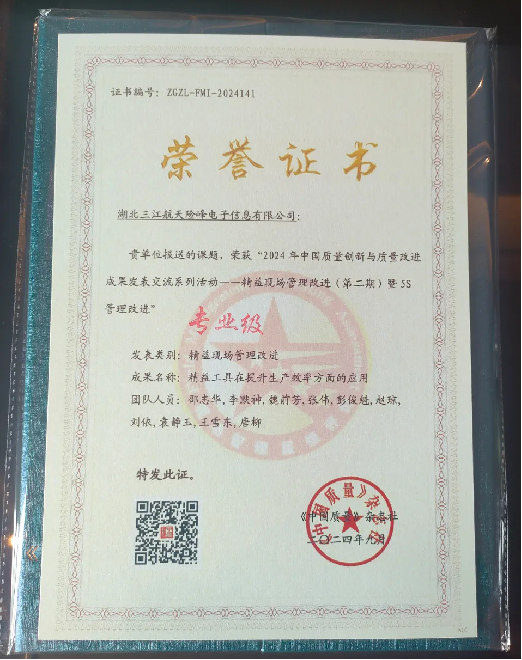 证书编号：ZGZL-FMI-2024141
荣誉证书
湖北三江航天险峰电子信息有限公司：
贵单位报送的课题，荣获“2024年中国质量创新与质量改进
成果发表交流系列活动——精益现场管理改进（第二期）暨5S
管理改进”
专业级
发表类别：精益现场管理改进
成果名称：精益工具在提升生产效率方面的应用
团队人员：邵志华，李默神，魏前芳，张伟，彭俊魁，赵琼，
刘依，袁静玉，王雪东，唐柳
特发此证。
《中国质量》杂志社
二〇二四年九月